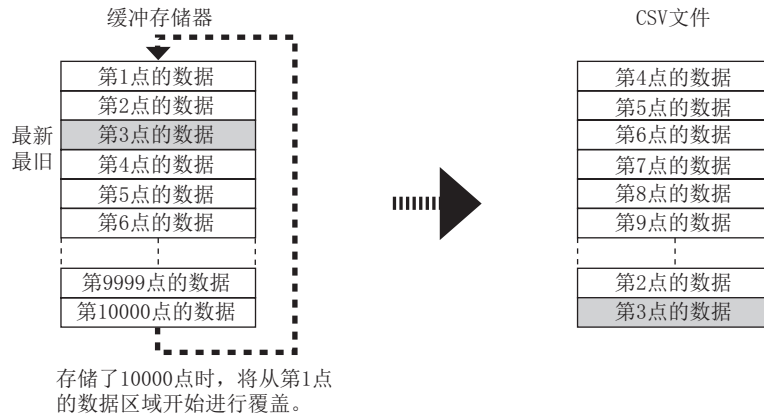 缓冲存储器
第1点的数据
第2点的数据
第3点的数据
第4点的数据
第5点的数据
第6点的数据
第9999点的数据
第10000点的数据
最新
最旧
存储了10000点时，将从第1点
的数据区域开始进行覆盖。
CSV文件
第4点的数据
第5点的数据
第6点的数据
第7点的数据
第8点的数据
第9点的数据
第2点的数据
第3点的数据